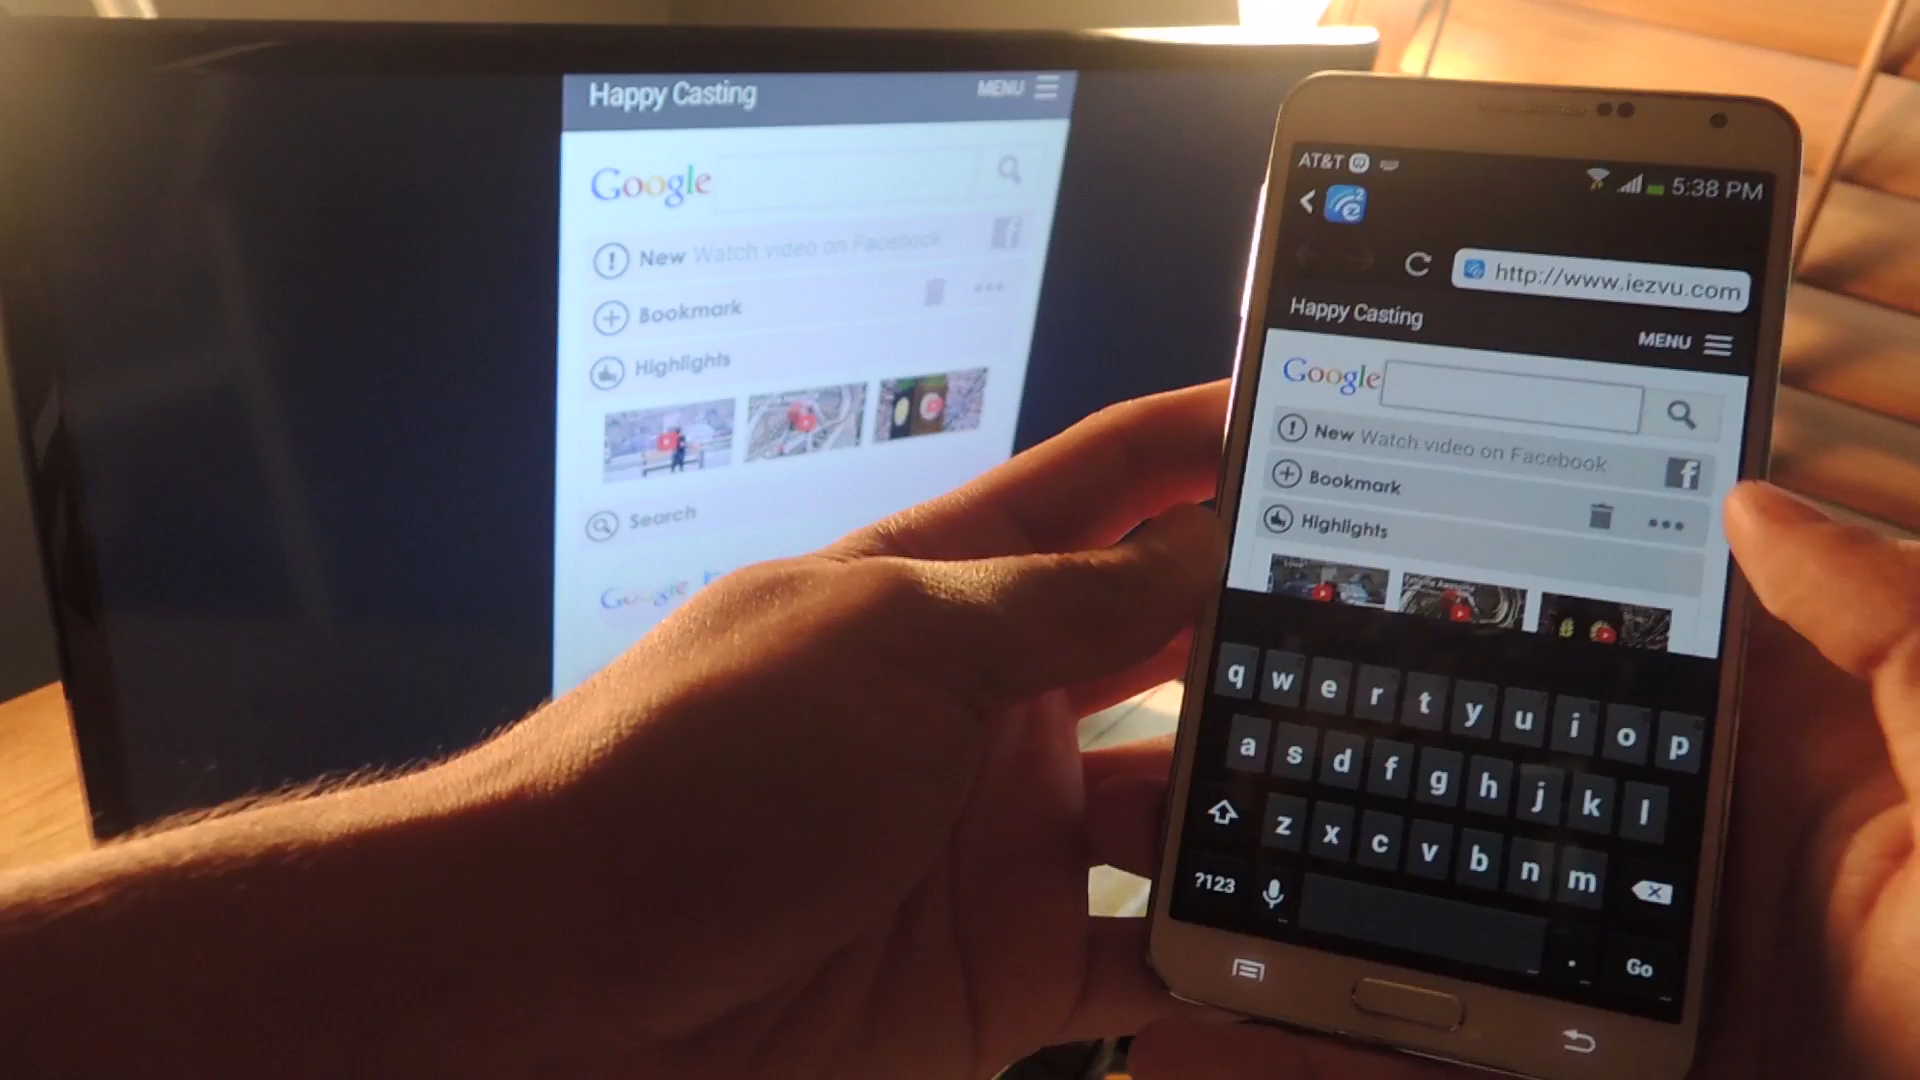 Happy Casting MENU
Google
New Watch video on Facebook
Bookmark
Highlights
Search
Google
AT&T 5:38 PM
http://www.iezvu.com
Happy Casting
MENU
Google
New Watch video on Facebook
Bookmark
Highlights
q w e r t y u i o p
a s d f g h j k l
z x c v b n m
?123 . Go